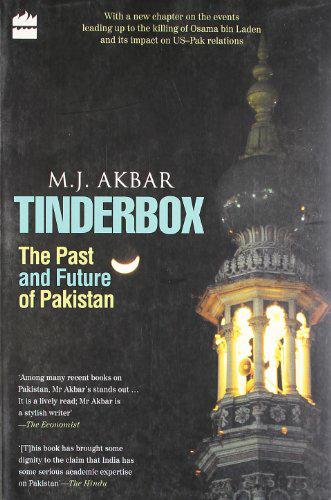 With a new chapter on the events
leading up to the killing of Osama bin Laden
and its impact on US–Pak relations
M.J. AKBAR
TINDERBOX
The Past
and Future
of Pakistan
'Among many recent books on
Pakistan, Mr Akbar's stands out ...
It is a lively read; Mr Akbar is
a stylish writer'
—The Economist
'[T]his book has brought some
dignity to the claim that India has
some serious academic expertise
on Pakistan'—The Hindu